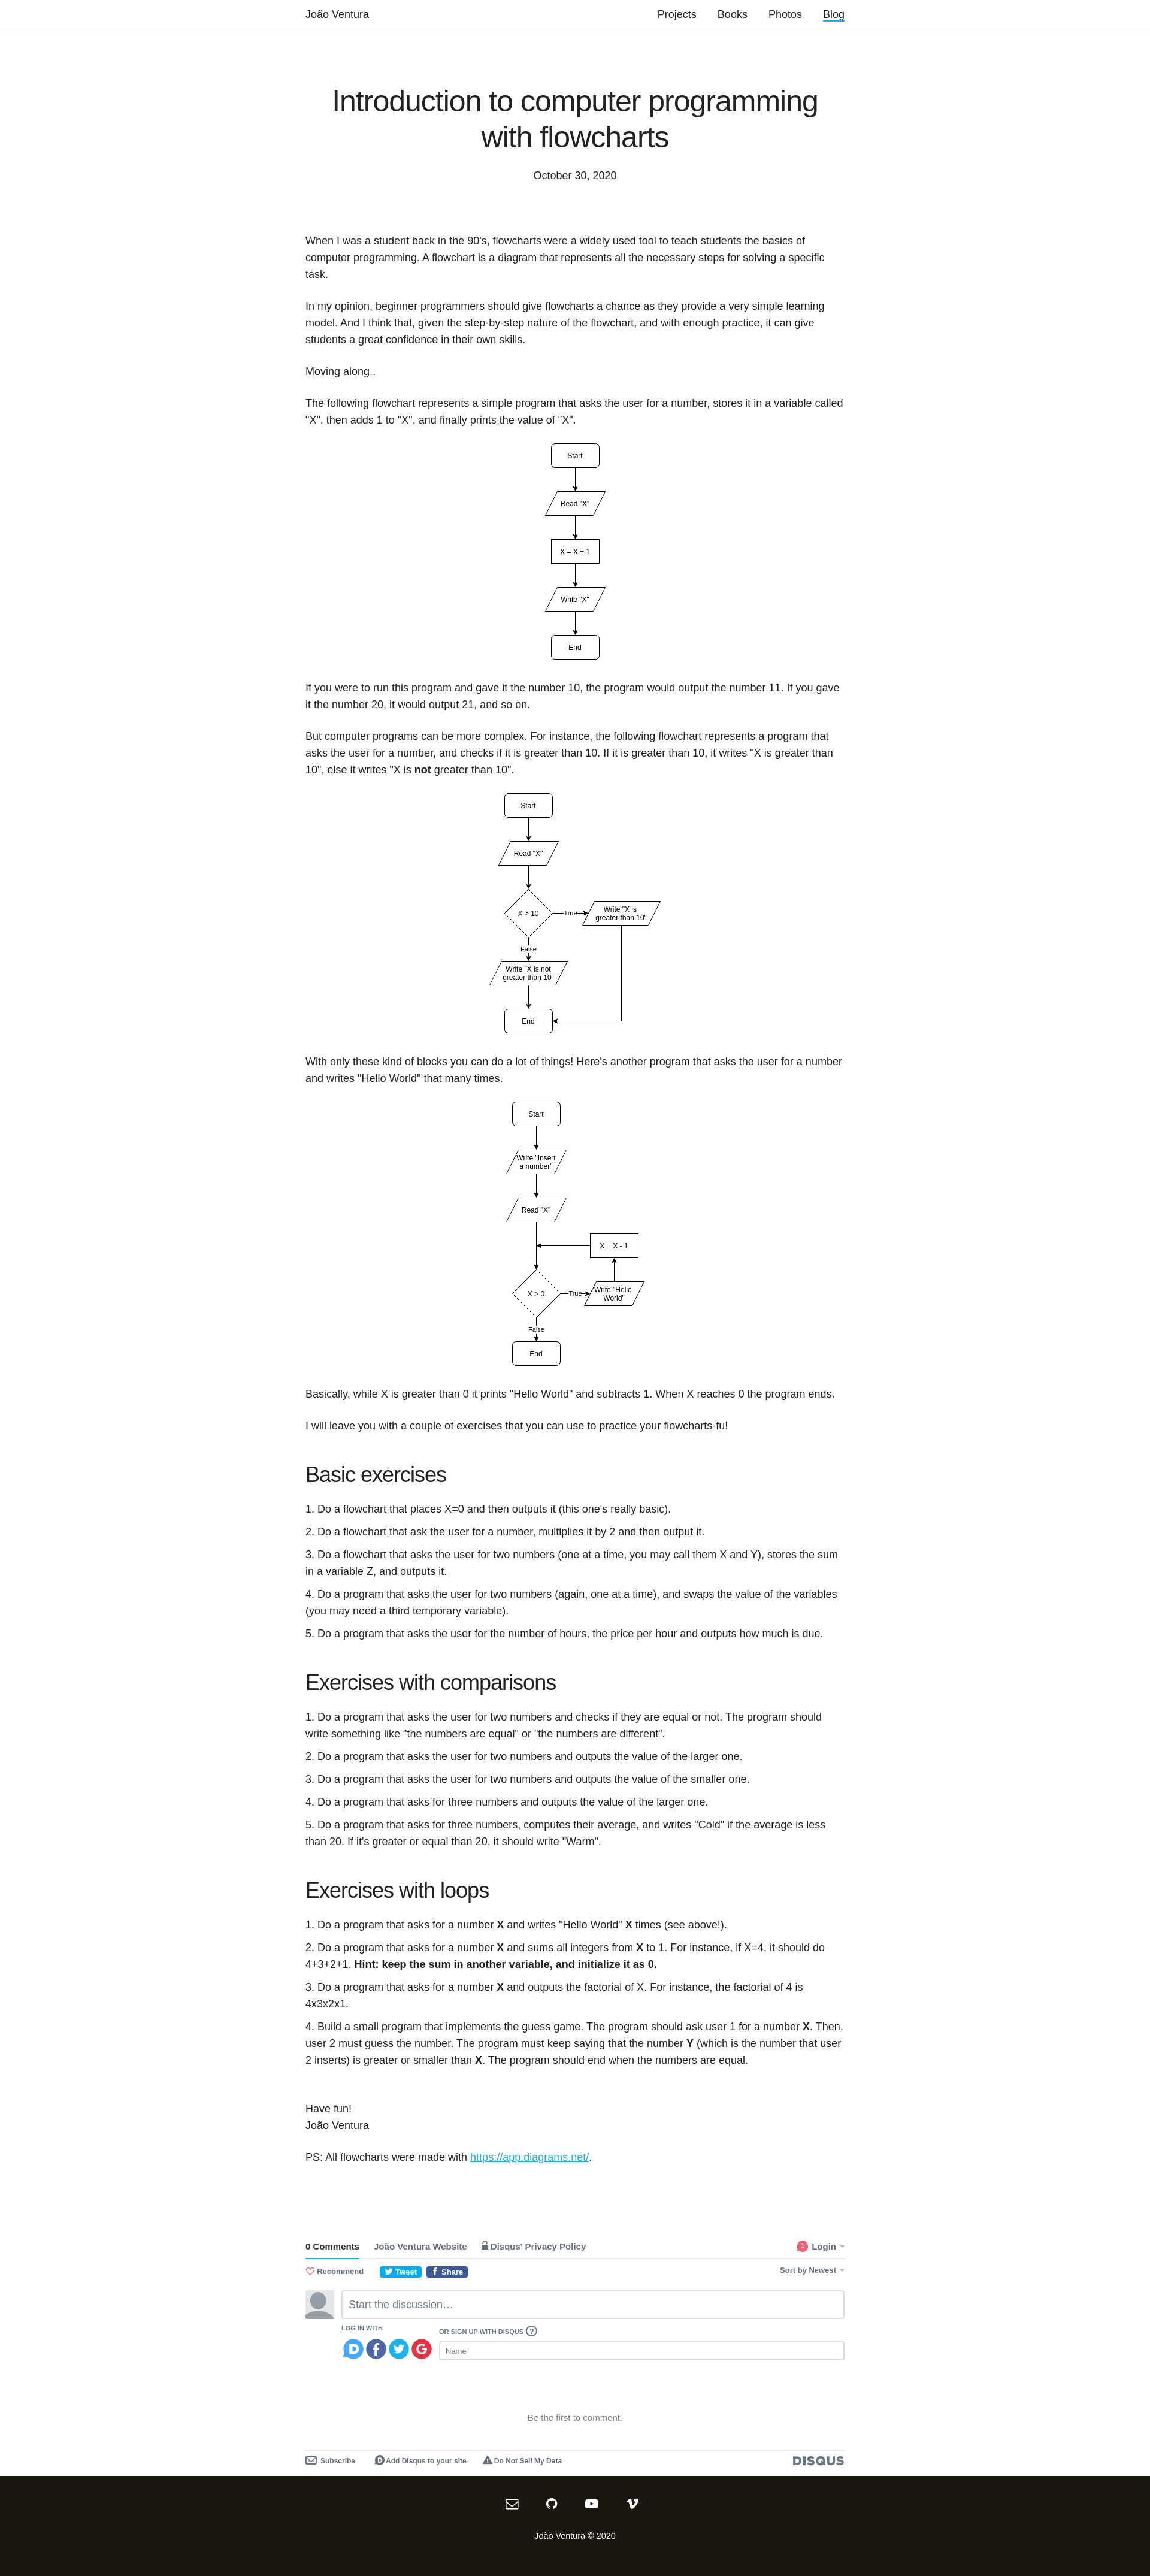 João Ventura
Projects
Books
Photos
Blog
Introduction to computer programming
with flowcharts
October 30, 2020
When I was a student back in the 90's, flowcharts were a widely used tool to teach students the basics of
computer programming. A flowchart is a diagram that represents all the necessary steps for solving a specific
task.
In my opinion, beginner programmers should give flowcharts a chance as they provide a very simple learning
model. And I think that, given the step-by-step nature of the flowchart, and with enough practice, it can give
students a great confidence in their own skills.
Moving along..
The following flowchart represents a simple program that asks the user for a number, stores it in a variable called
"X", then adds 1 to "X", and finally prints the value of "X".
Start
Read "X"
X = X + 1
Write "X"
End
If you were to run this program and gave it the number 10, the program would output the number 11. If you gave
it the number 20, it would output 21, and so on.
But computer programs can be more complex. For instance, the following flowchart represents a program that
asks the user for a number, and checks if it is greater than 10. If it is greater than 10, it writes "X is greater than
10", else it writes "X is not greater than 10".
Start
Read "X"
X > 10
True
Write "X is
greater than 10"
False
Write "X is not
greater than 10"
End
With only these kind of blocks you can do a lot of things! Here's another program that asks the user for a number
and writes "Hello World" that many times.
Start
Write "Insert
a number"
Read "X"
X = X - 1
X > 0
True
Write "Hello
World"
False
End
Basically, while X is greater than 0 it prints "Hello World" and subtracts 1. When X reaches 0 the program ends.
I will leave you with a couple of exercises that you can use to practice your flowcharts-fu!
Basic exercises
1. Do a flowchart that places X=0 and then outputs it (this one's really basic).
2. Do a flowchart that ask the user for a number, multiplies it by 2 and then output it.
3. Do a flowchart that asks the user for two numbers (one at a time, you may call them X and Y), stores the sum
in a variable Z, and outputs it.
4. Do a program that asks the user for two numbers (again, one at a time), and swaps the value of the variables
(you may need a third temporary variable).
5. Do a program that asks the user for the number of hours, the price per hour and outputs how much is due.
Exercises with comparisons
1. Do a program that asks the user for two numbers and checks if they are equal or not. The program should
write something like "the numbers are equal" or "the numbers are different".
2. Do a program that asks the user for two numbers and outputs the value of the larger one.
3. Do a program that asks the user for two numbers and outputs the value of the smaller one.
4. Do a program that asks for three numbers and outputs the value of the larger one.
5. Do a program that asks for three numbers, computes their average, and writes "Cold" if the average is less
than 20. If it's greater or equal than 20, it should write "Warm".
Exercises with loops
1. Do a program that asks for a number X and writes "Hello World" X times (see above!).
2. Do a program that asks for a number X and sums all integers from X to 1. For instance, if X=4, it should do
4+3+2+1. Hint: keep the sum in another variable, and initialize it as 0.
3. Do a program that asks for a number X and outputs the factorial of X. For instance, the factorial of 4 is
4x3x2x1.
4. Build a small program that implements the guess game. The program should ask user 1 for a number X. Then,
user 2 must guess the number. The program must keep saying that the number Y (which is the number that user
2 inserts) is greater or smaller than X. The program should end when the numbers are equal.
Have fun!
João Ventura
PS: All flowcharts were made with https://app.diagrams.net/.
0 Comments
João Ventura Website
Disqus' Privacy Policy
1
Login
Recommend
Tweet
Share
Sort by Newest
Start the discussion…
LOG IN WITH
OR SIGN UP WITH DISQUS ?
Name
Be the first to comment.
Subscribe
Add Disqus to your site
Do Not Sell My Data
DISQUS
João Ventura © 2020